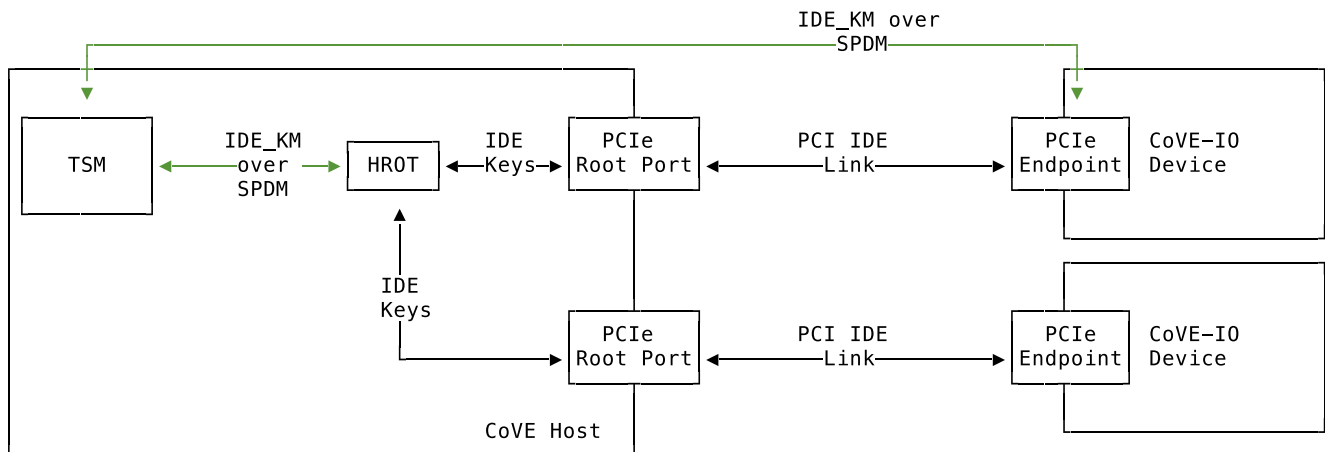 IDE_KM over
SPDM
TSM
IDE_KM
over
SPDM
HROT
IDE
Keys
PCIe
Root Port
PCI IDE
Link
PCIe
Endpoint
CoVE-IO
Device
IDE
Keys
PCIe
Root Port
PCI IDE
Link
PCIe
Endpoint
CoVE-IO
Device
CoVE Host